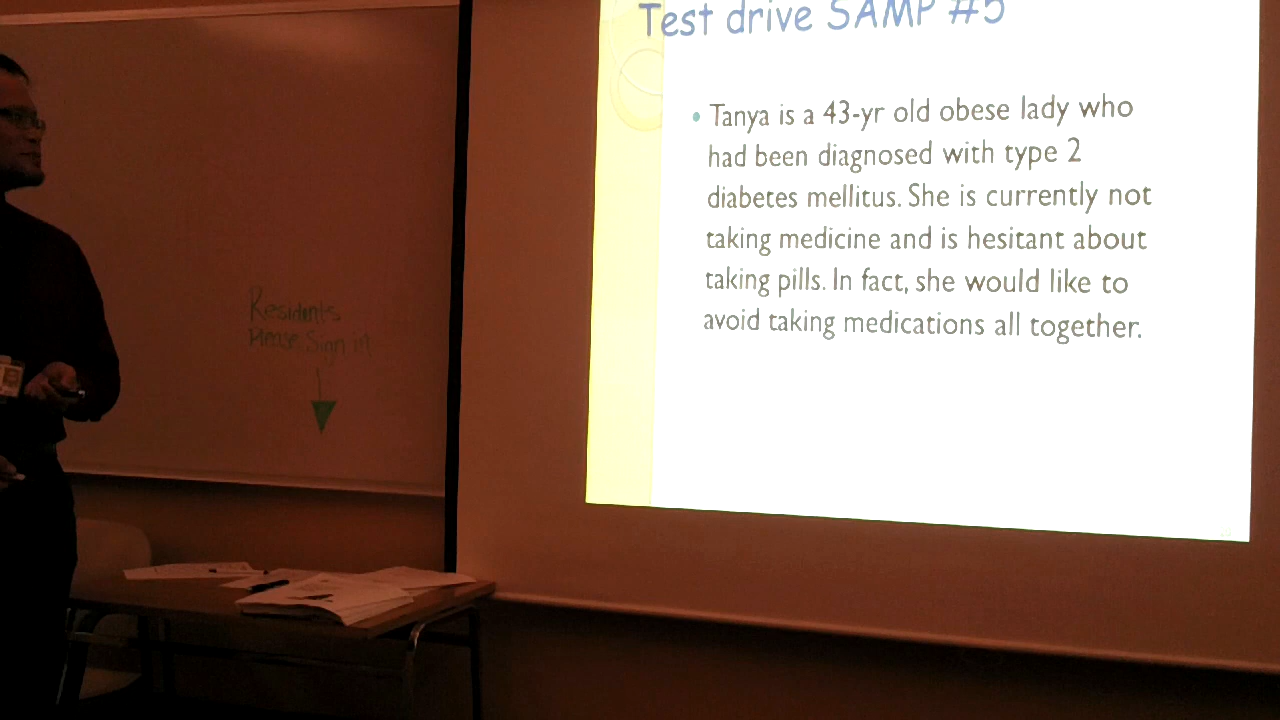 Test drive SAMP #5
• Tanya is a 43-yr old obese lady who
had been diagnosed with type 2
diabetes mellitus. She is currently not
taking medicine and is hesitant about
taking pills. In fact, she would like to
avoid taking medications all together.
Residents
Please Sign in